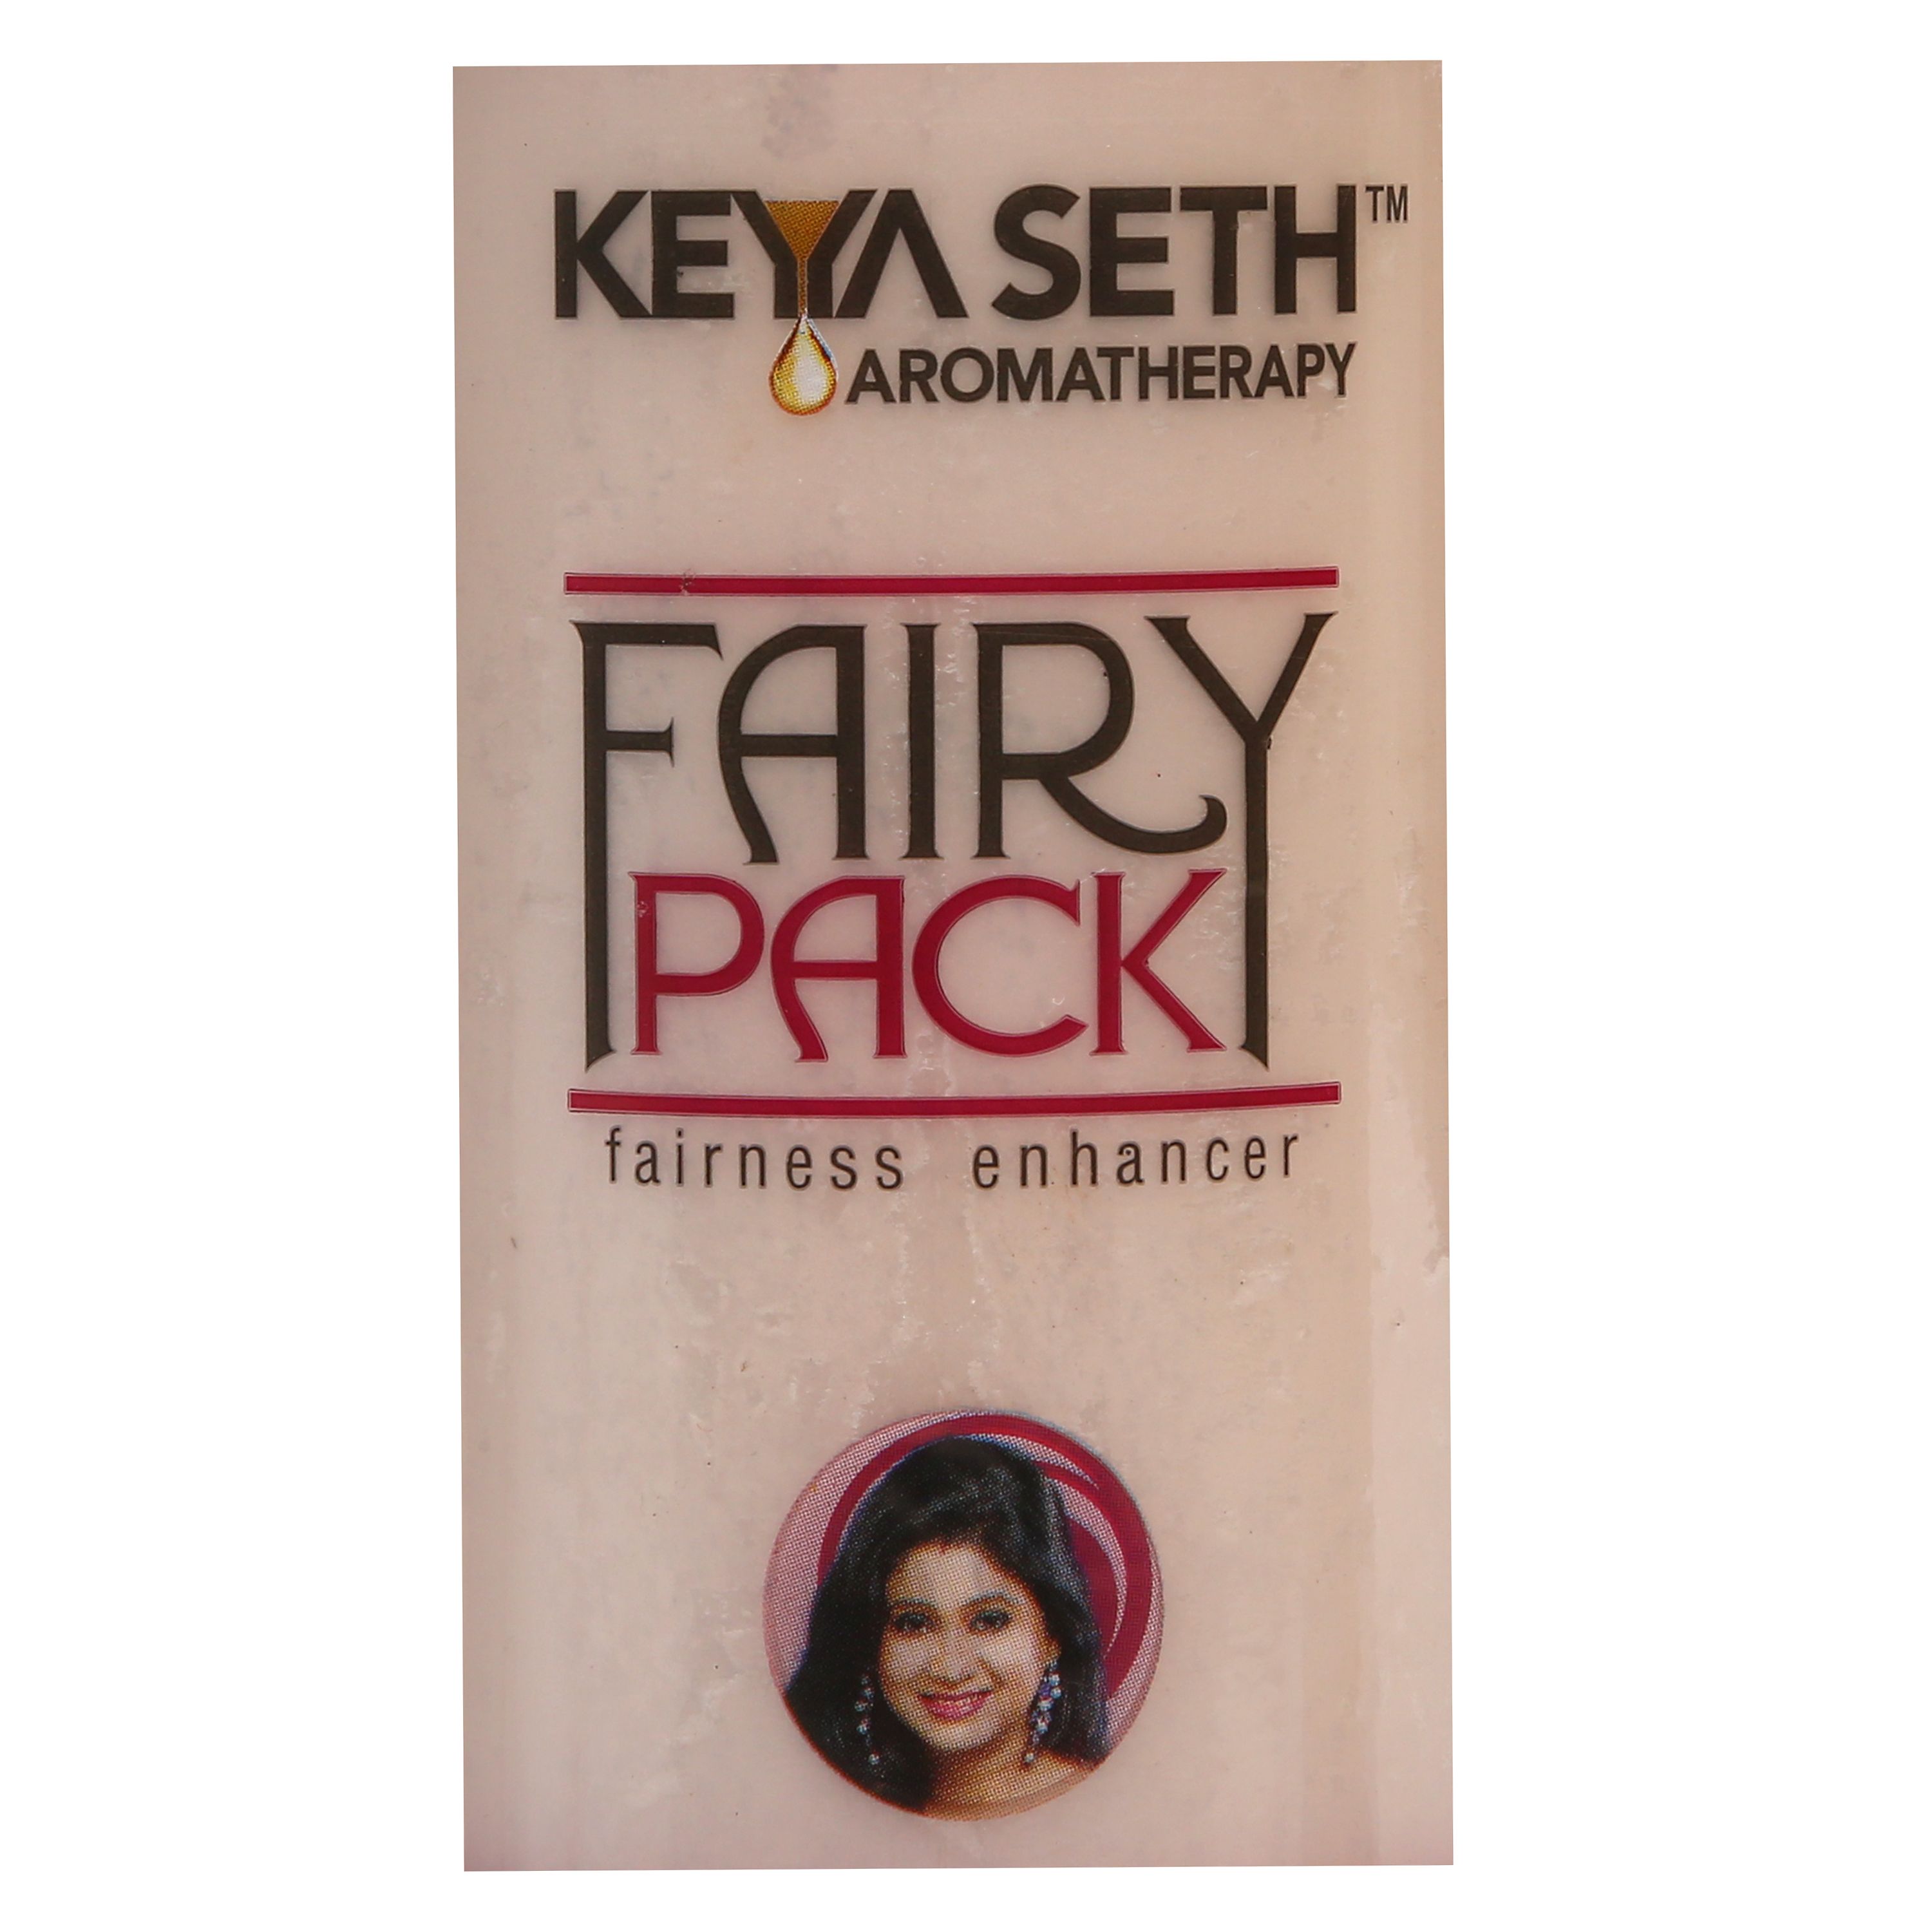 KEYA SETH™
AROMATHERAPY
FAIRY
PACK
fairness enhancer